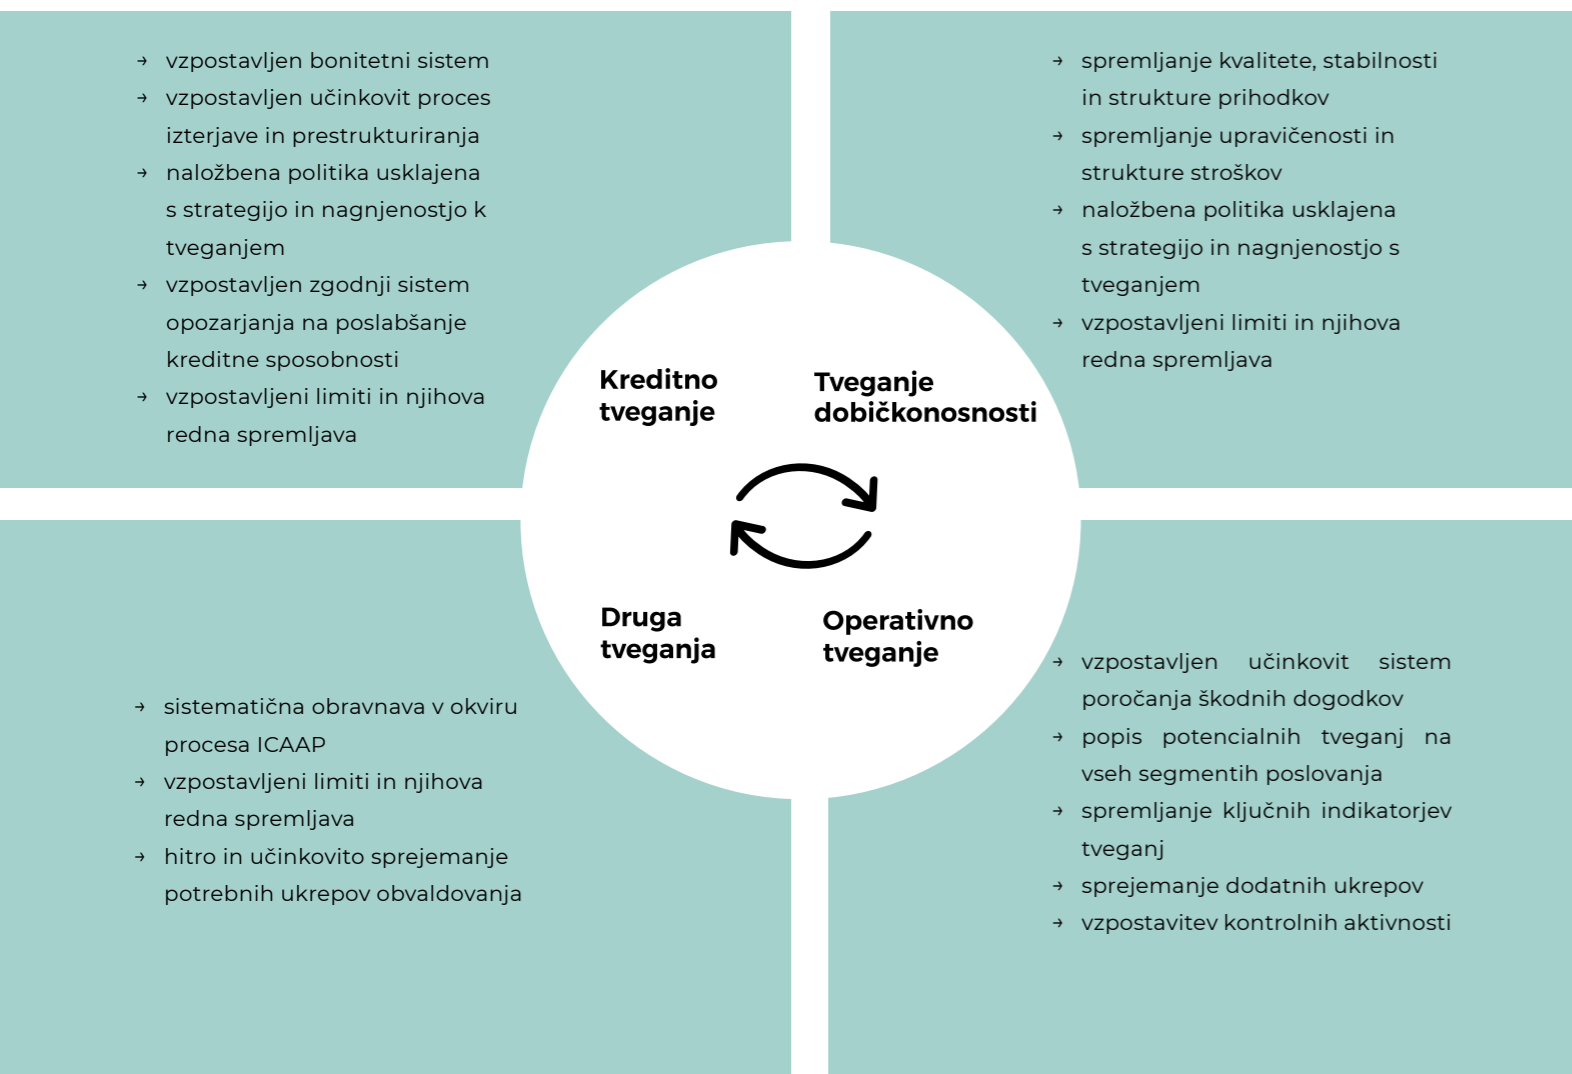 → vzpostavljen bonitetni sistem
→ vzpostavljen učinkovit proces
izterjave in prestrukturiranja
→ naložbena politika usklajena
s strategijo in nagnjenostjo k
tveganjem
→ vzpostavljen zgodnji sistem
opozarjanja na poslabšanje
kreditne sposobnosti
→ vzpostavljeni limiti in njihova
redna spremljava
→ spremljanje kvalitete, stabilnosti
in strukture prihodkov
→ spremljanje upravičenosti in
strukture stroškov
→ naložbena politika usklajena
s strategijo in nagnjenostjo s
tveganjem
→ vzpostavljeni limiti in njihova
redna spremljava
Kreditno
tveganje
Tveganje
dobičkonosnosti
Druga
tveganja
Operativno
tveganje
→ sistematična obravnava v okviru
procesa ICAAP
→ vzpostavljeni limiti in njihova
redna spremljava
→ hitro in učinkovito sprejemanje
potrebnih ukrepov obvaldovanja
→ vzpostavljen učinkovit sistem
poročanja škodnih dogodkov
→ popis potencialnih tveganj na
vseh segmentih poslovanja
→ spremljanje ključnih indikatorjev
tveganj
→ sprejemanje dodatnih ukrepov
→ vzpostavitev kontrolnih aktivnosti